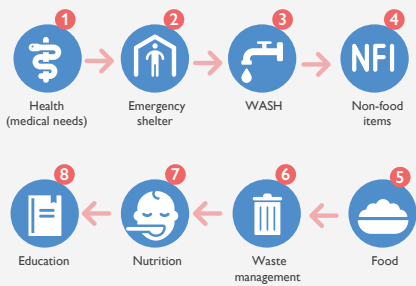 1
Health
(medical needs)
2
Emergency
shelter
3
WASH
4
NFI
Non-food
items
5
Food
6
Waste
management
7
Nutrition
8
Education